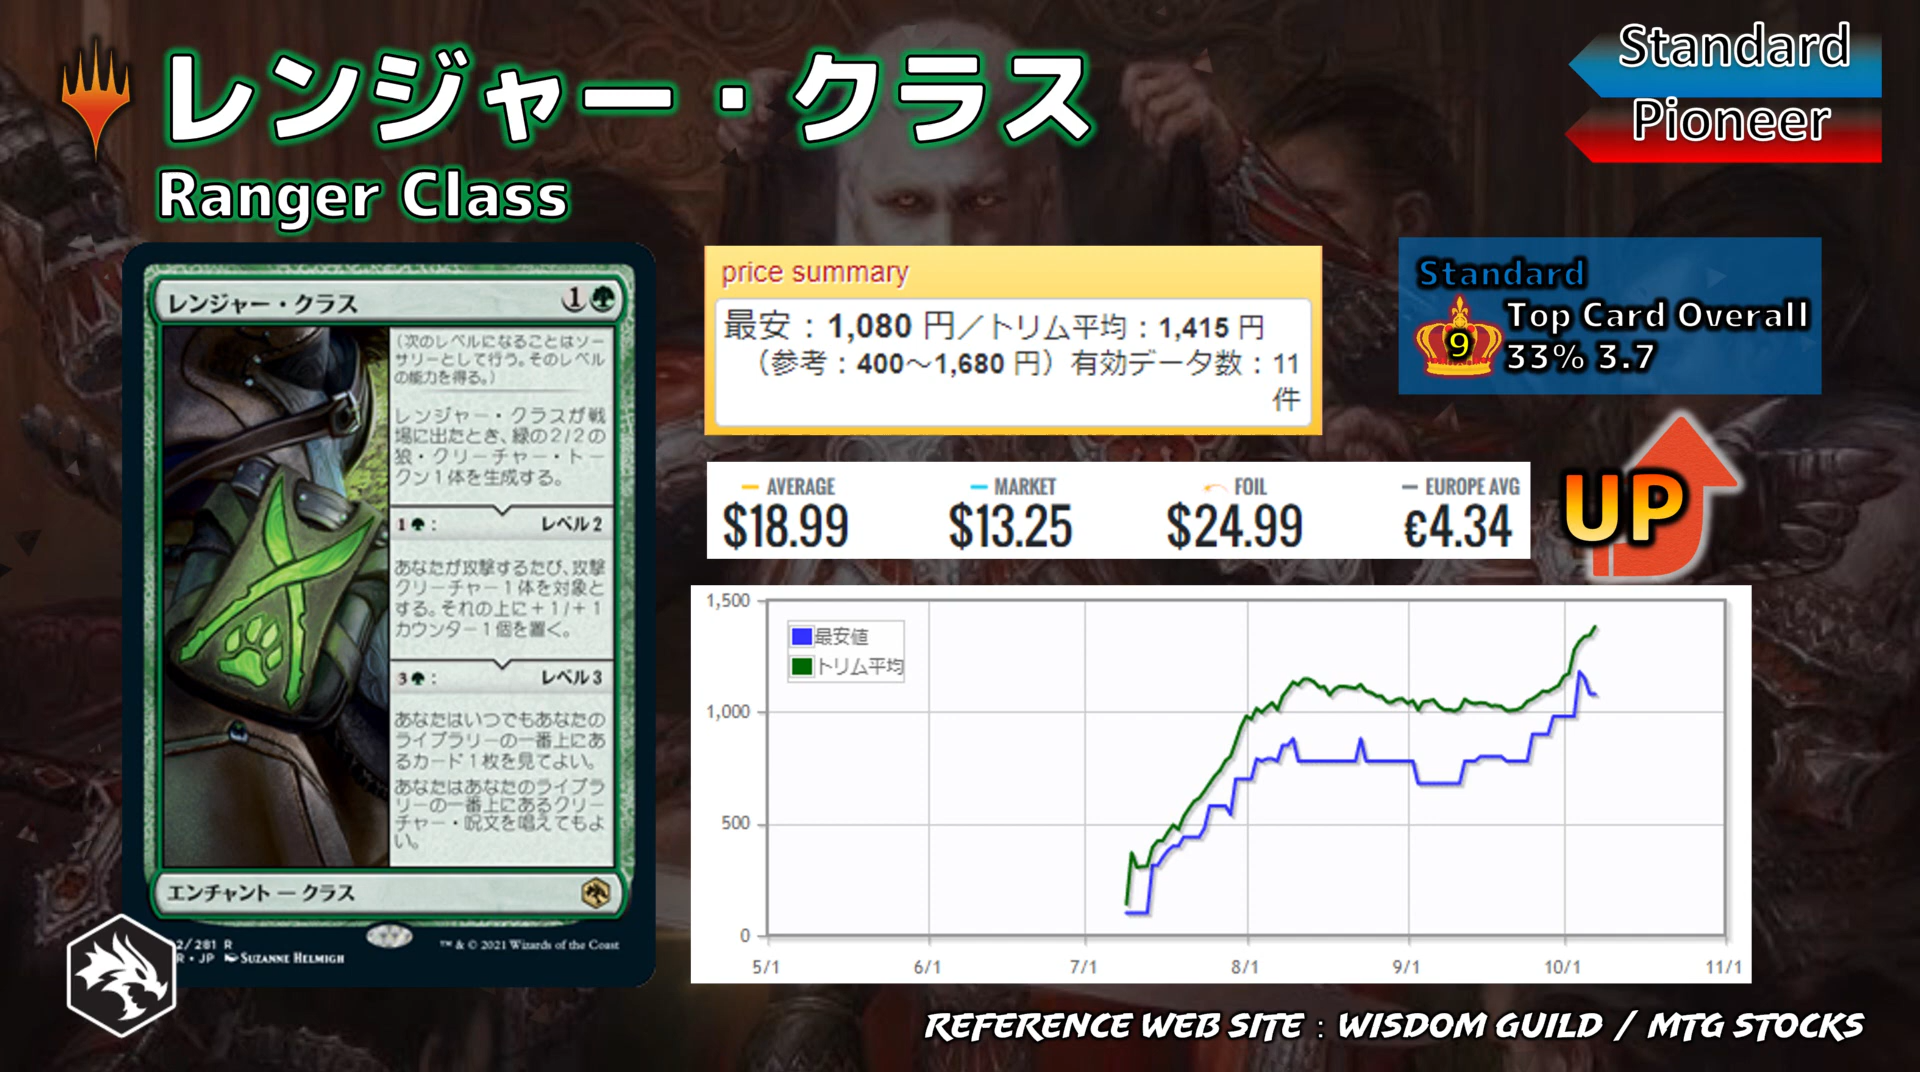 レンジャー・クラス
Ranger Class
Standard
Pioneer
レンジャー・クラス
1
(次のレベルになることはソー
サリーとして行う。そのレベル
の能力を得る。)
レンジャー・クラスが戦
場に出たとき、緑の2/2の
狼・クリーチャー・トー
クン1体を生成する。
1 : レベル2
あなたが攻撃するたび、攻撃
クリーチャー1体を対象と
する。それの上に+1/+1
カウンター1個を置く。
3 : レベル3
あなたはいつでもあなたの
ライブラリーの一番上にあ
るカード1枚を見てよい。
あなたはあなたのライブラ
リーの一番上にあるクリー
チャー・呪文を唱えてもよ
い。
エンチャント — クラス
2/281 R
R • JP SUZANNE HELMIGH
™ & © 2021 Wizards of the Coast
price summary
最安:1,080 円/トリム平均:1,415 円
(参考:400〜1,680 円)有効データ数:11
件
Standard
9
Top Card Overall
33% 3.7
AVERAGE
$18.99
MARKET
$13.25
FOIL
$24.99
EUROPE AVG
€4.34
UP
最安値
トリム平均
1,500
1,000
500
0
5/1 6/1 7/1 8/1 9/1 10/1 11/1
REFERENCE WEB SITE : WISDOM GUILD / MTG STOCKS